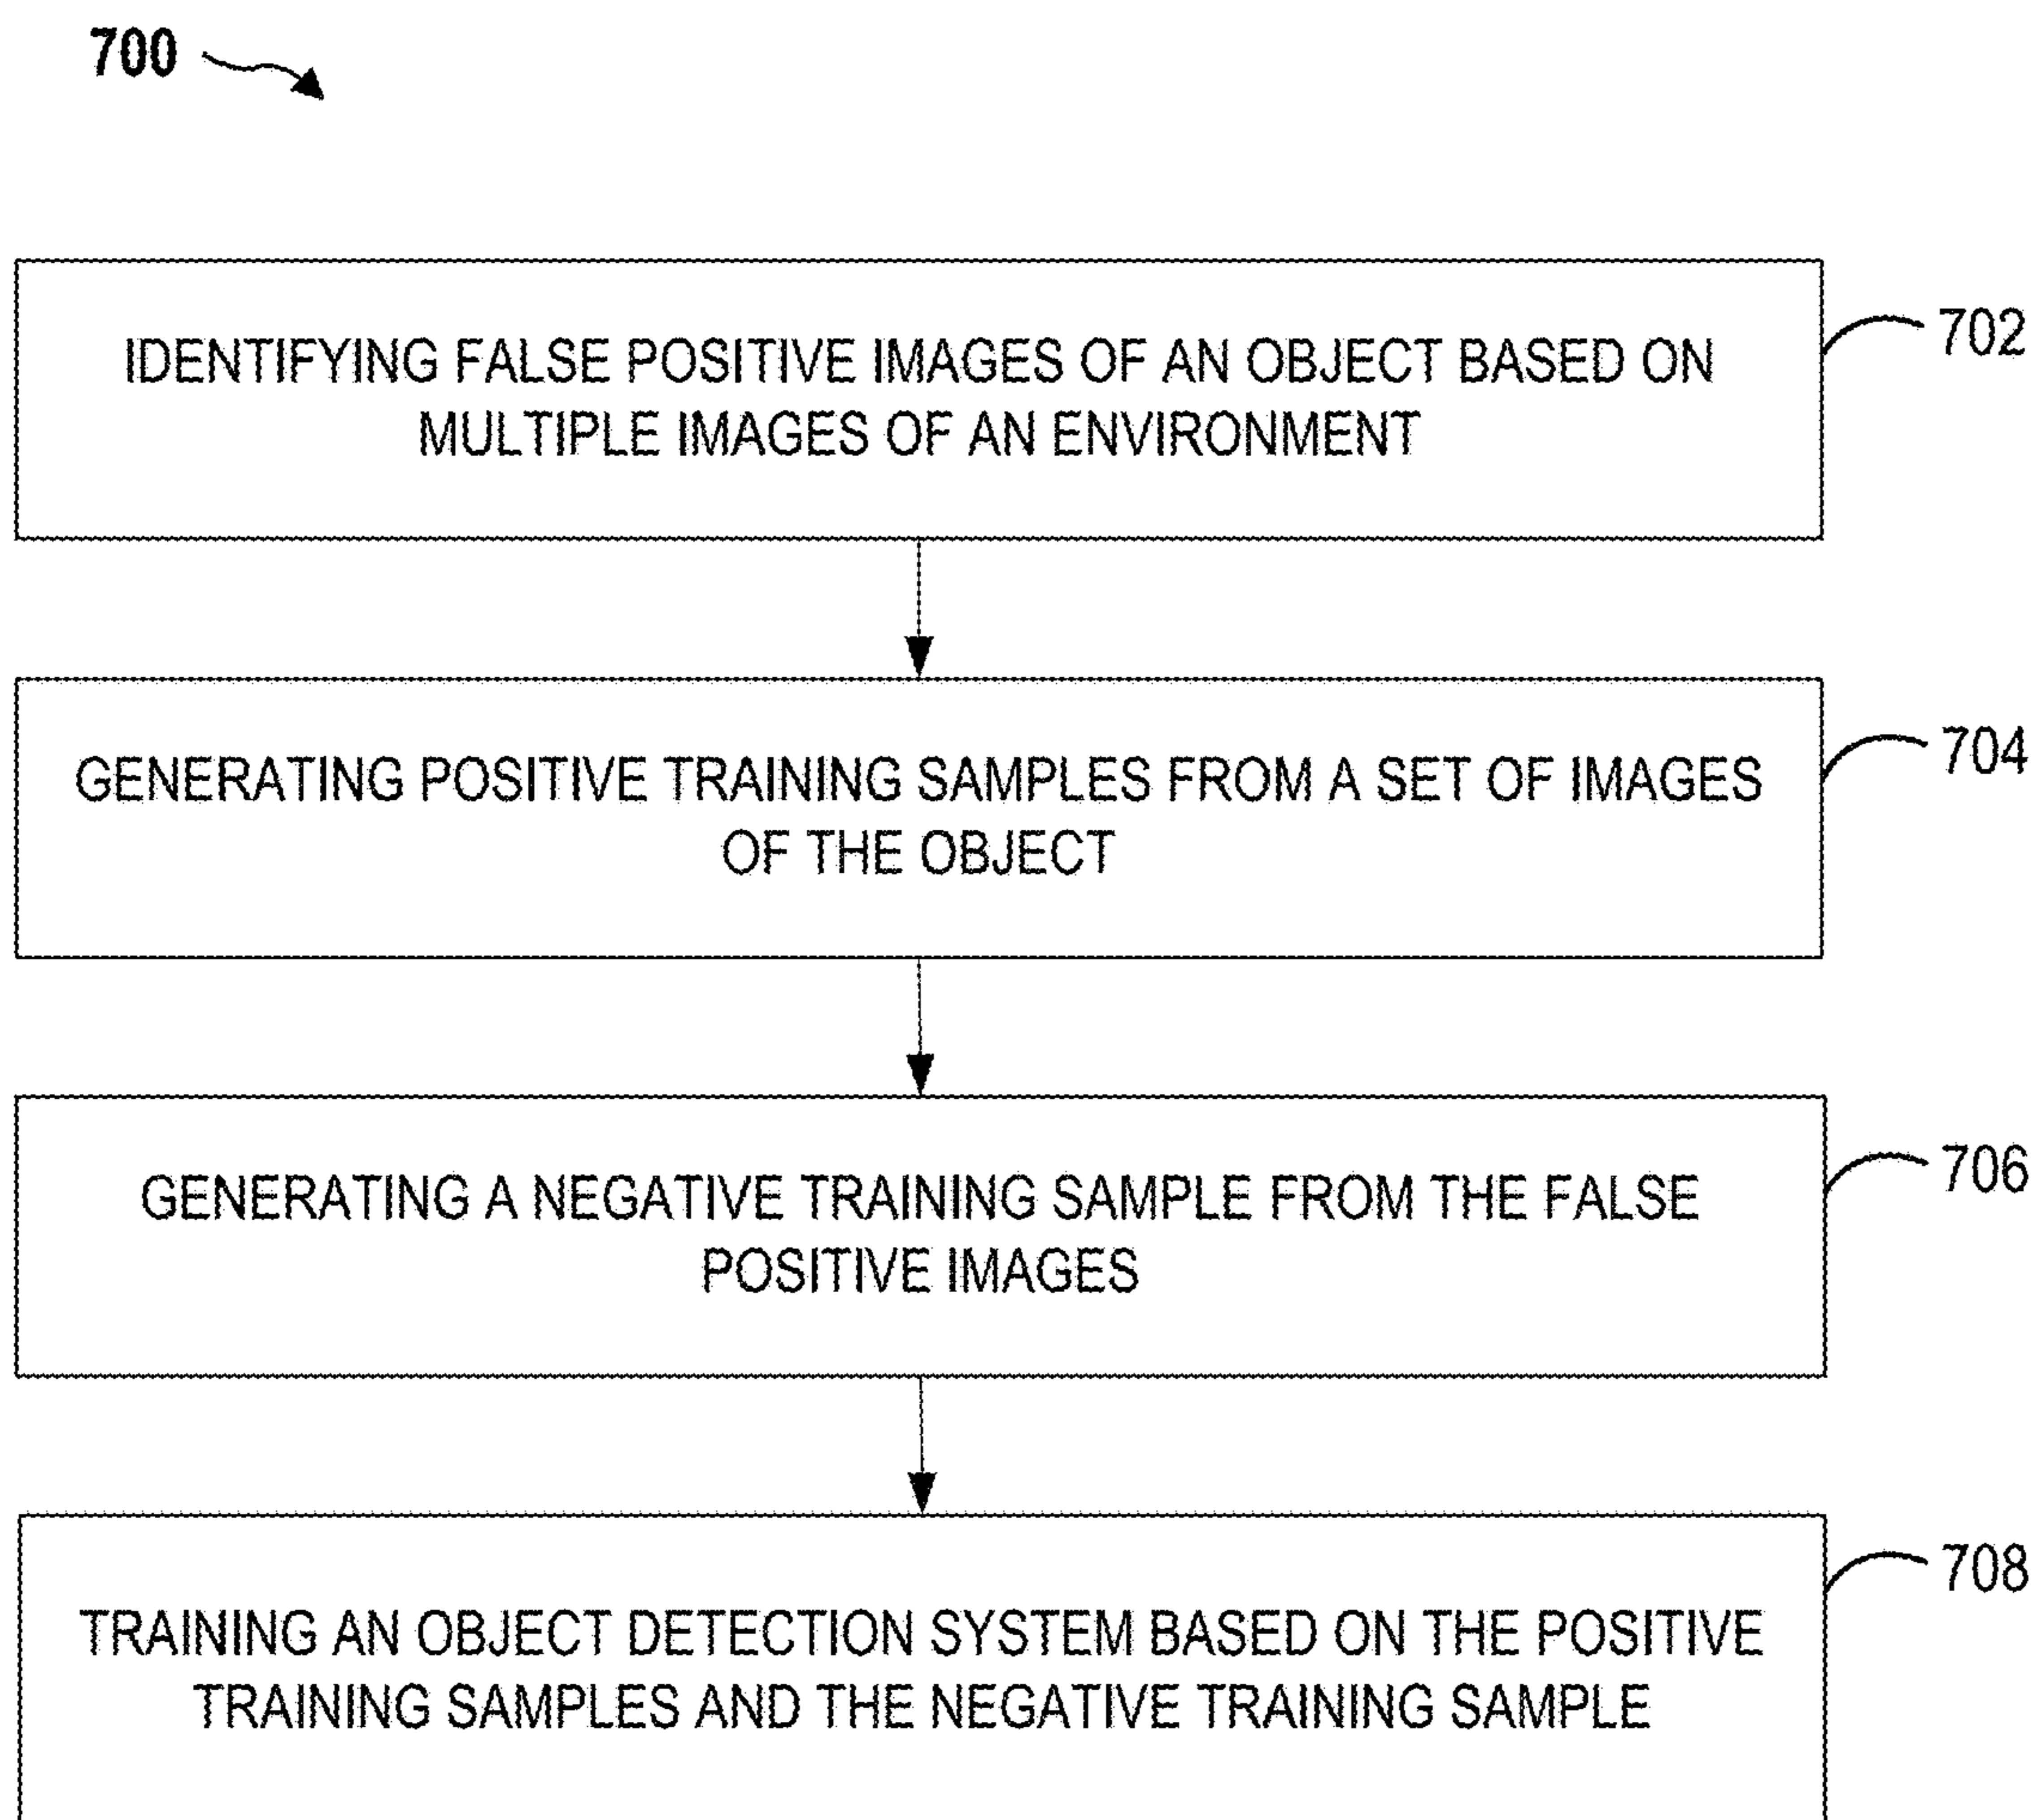 700
IDENTIFYING FALSE POSITIVE IMAGES OF AN OBJECT BASED ON
MULTIPLE IMAGES OF AN ENVIRONMENT
702
GENERATING POSITIVE TRAINING SAMPLES FROM A SET OF IMAGES
OF THE OBJECT
704
GENERATING A NEGATIVE TRAINING SAMPLE FROM THE FALSE
POSITIVE IMAGES
706
TRAINING AN OBJECT DETECTION SYSTEM BASED ON THE POSITIVE
TRAINING SAMPLES AND THE NEGATIVE TRAINING SAMPLE
708